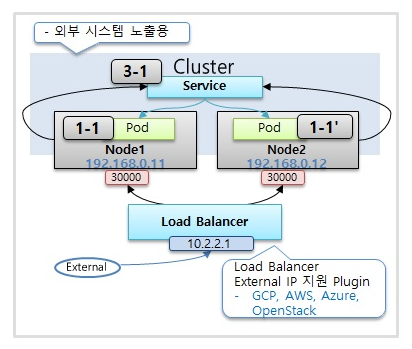 - 외부 시스템 노출용
Cluster
3-1
Service
1-1
Pod
Pod
1-1'
Node1
Node2
192.168.0.11
192.168.0.12
30000
30000
Load Balancer
10.2.2.1
External
Load Balancer
External IP 지원 Plugin
- GCP, AWS, Azure,
OpenStack